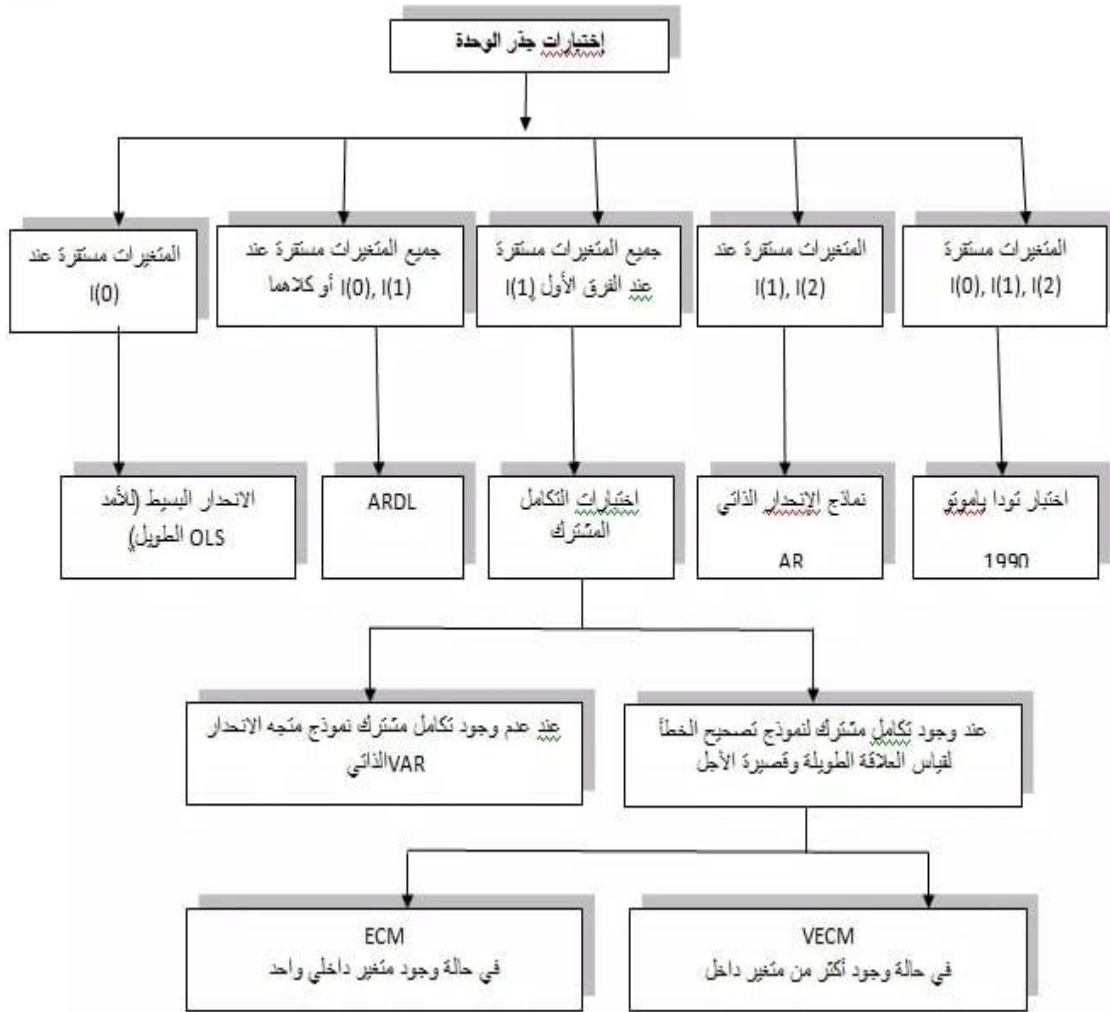 إختبارات جذر الوحدة
المتغيرات مستقرة
I(0), I(1), I(2)
المتغيرات مستقرة عند
I(1), I(2)
جميع المتغيرات مستقرة
عند الفرق الأول I(1)
جميع المتغيرات مستقرة عند
I(0), I(1) أو كلاهما
المتغيرات مستقرة عند
I(0)
اختبار تودا ياموتو
1990
نماذج الإنحدار الذاتي
AR
اختبارات التكامل
المشترك
ARDL
الانحدار البسيط (للأمد
الطويل) OLS
عند وجود تكامل مشترك لنموذج تصحيح الخطأ
لقياس العلاقة الطويلة وقصيرة الأجل
عند عدم وجود تكامل مشترك نموذج متجه الانحدار
الذاتيVAR
VECM
في حالة وجود أكثر من متغير داخل
ECM
في حالة وجود متغير داخلي واحد